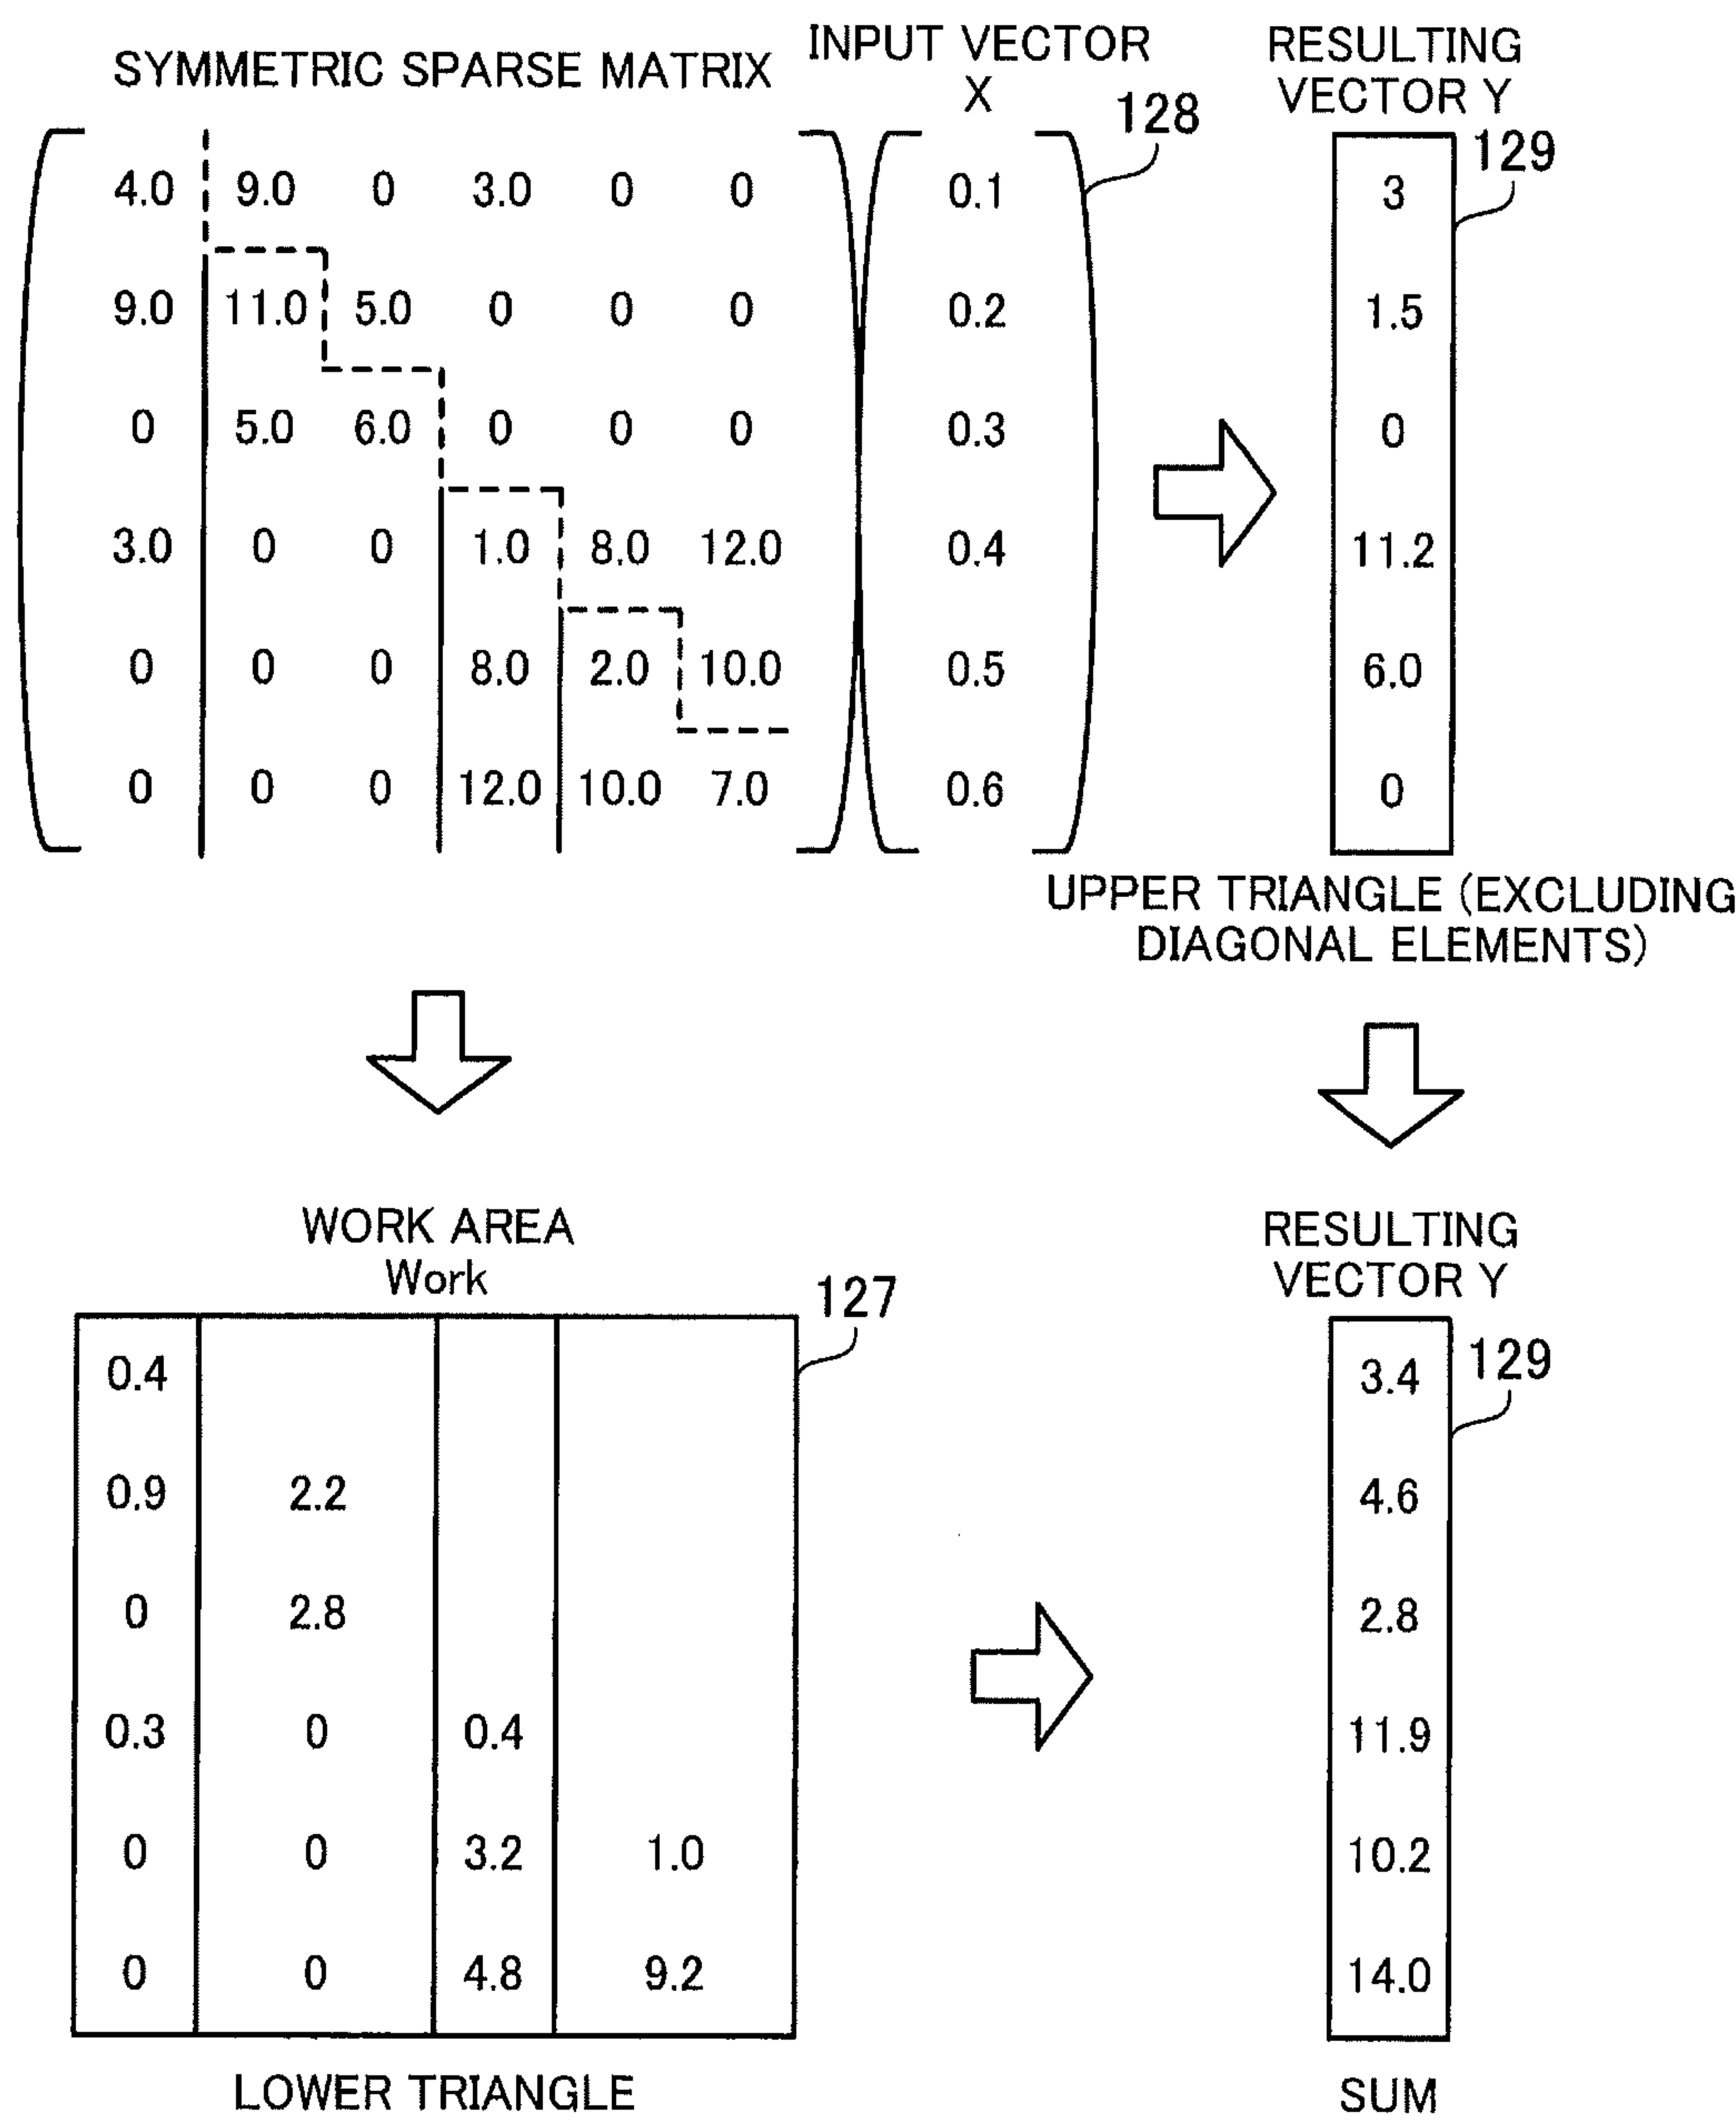 SYMMETRIC SPARSE MATRIX
INPUT VECTOR
X
128
RESULTING
VECTOR Y
129
4.0 9.0 0 3.0 0 0 0.1 3
9.0 11.0 5.0 0 0 0 0.2 1.5
0 5.0 6.0 0 0 0 0.3 0
3.0 0 0 1.0 8.0 12.0 0.4 11.2
0 0 0 8.0 2.0 10.0 0.5 6.0
0 0 0 12.0 10.0 7.0 0.6 0
UPPER TRIANGLE (EXCLUDING
DIAGONAL ELEMENTS)
WORK AREA
Work
127
RESULTING
VECTOR Y
129
0.4 3.4
0.9 2.2 4.6
0 2.8 2.8
0.3 0 0.4 11.9
0 0 3.2 1.0 10.2
0 0 4.8 9.2 14.0
LOWER TRIANGLE
SUM